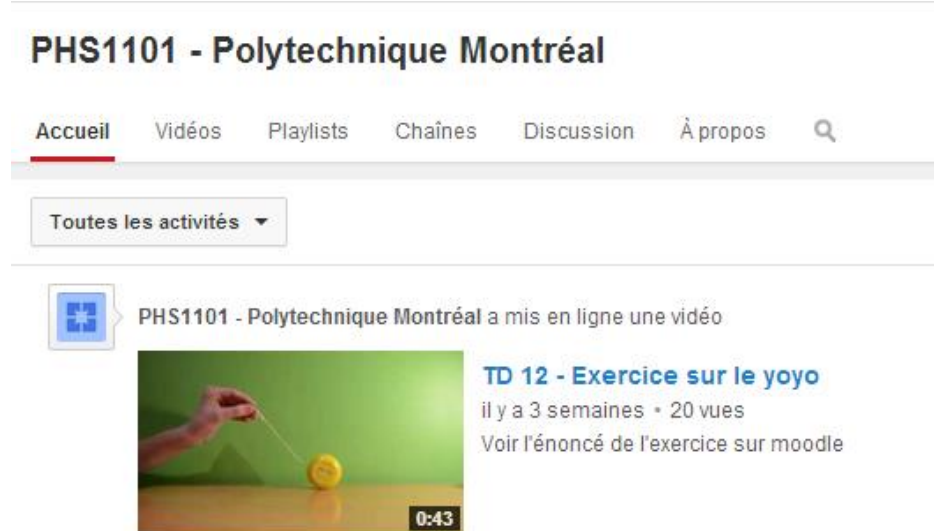 PHS1101 - Polytechnique Montréal
Accueil Vidéos Playlists Chaînes Discussion À propos
Toutes les activités
PHS1101 - Polytechnique Montréal a mis en ligne une vidéo
TD 12 - Exercice sur le yoyo
il y a 3 semaines • 20 vues
Voir l'énoncé de l'exercice sur moodle
0:43